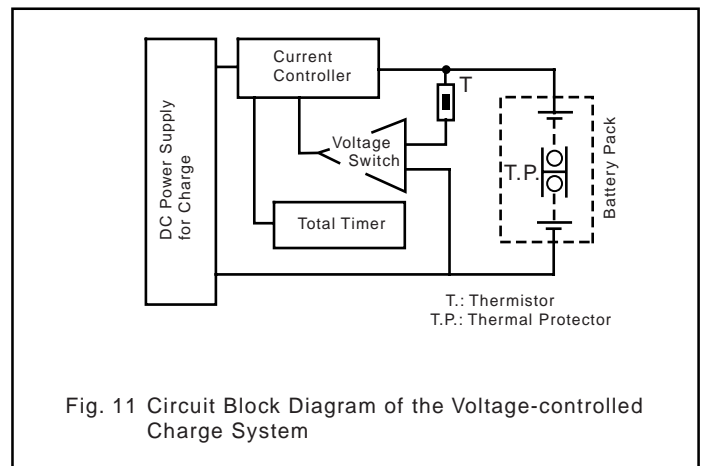 Current
Controller
T
Voltage
Switch
T.P.
Battery Pack
DC Power Supply
for Charge
Total Timer
T.: Thermistor
T.P.: Thermal Protector
Fig. 11 Circuit Block Diagram of the Voltage-controlled
Charge System